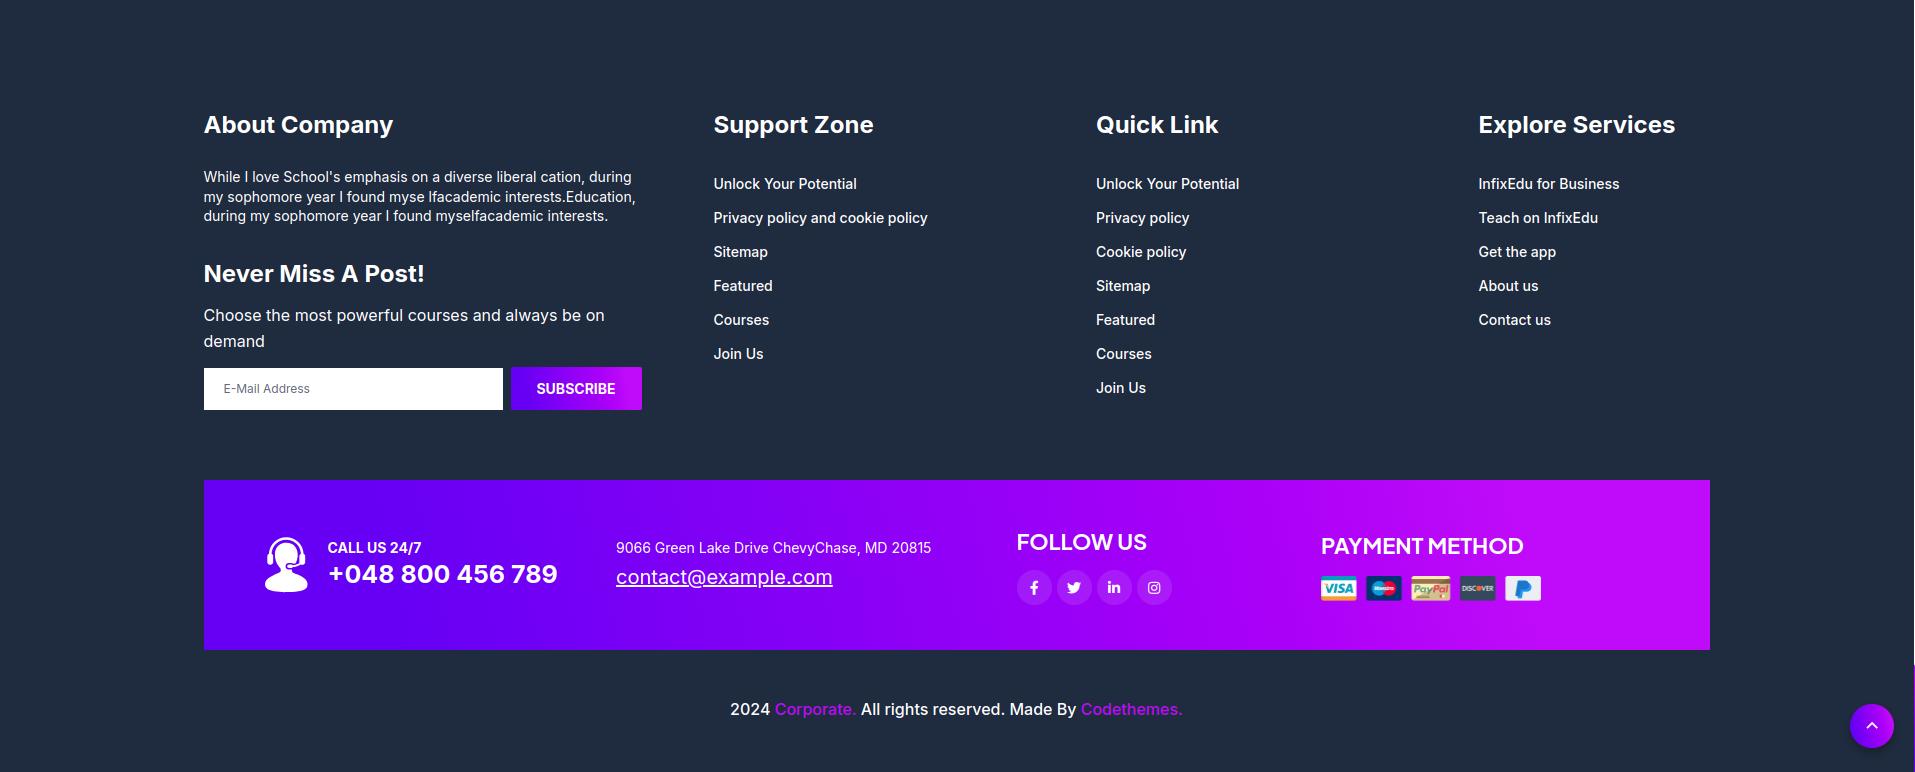 About Company
While I love School's emphasis on a diverse liberal cation, during
my sophomore year I found myse lfacademic interests.Education,
during my sophomore year I found myselfacademic interests.
Never Miss A Post!
Choose the most powerful courses and always be on
demand
E-Mail Address
SUBSCRIBE
Support Zone
Unlock Your Potential
Privacy policy and cookie policy
Sitemap
Featured
Courses
Join Us
Quick Link
Unlock Your Potential
Privacy policy
Cookie policy
Sitemap
Featured
Courses
Join Us
Explore Services
InfixEdu for Business
Teach on InfixEdu
Get the app
About us
Contact us
CALL US 24/7
+048 800 456 789
9066 Green Lake Drive ChevyChase, MD 20815
contact@example.com
FOLLOW US
PAYMENT METHOD
VISA
Maestro
PayPal
DISCOVER
2024 Corporate. All rights reserved. Made By Codethemes.